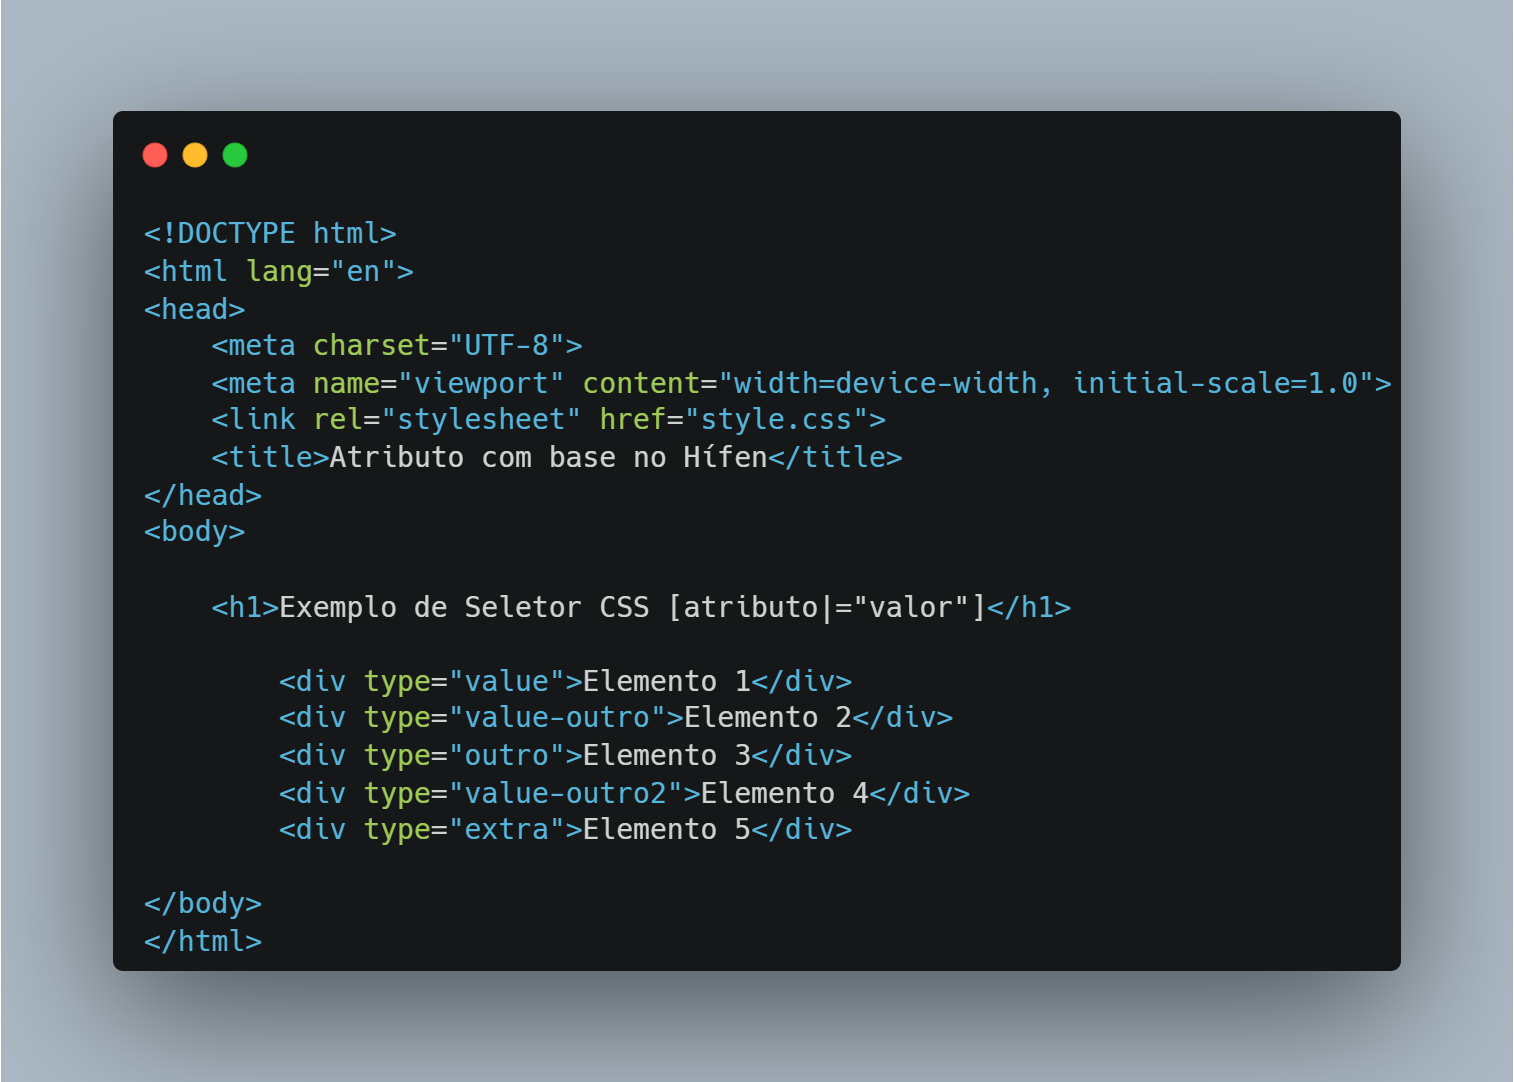 <!DOCTYPE html>
<html lang="en">
<head>
    <meta charset="UTF-8">
    <meta name="viewport" content="width=device-width, initial-scale=1.0">
    <link rel="stylesheet" href="style.css">
    <title>Atributo com base no Hífen</title>
</head>
<body>
    <h1>Exemplo de Seletor CSS [atributo|="valor"]</h1>
        <div type="value">Elemento 1</div>
        <div type="value-outro">Elemento 2</div>
        <div type="outro">Elemento 3</div>
        <div type="value-outro2">Elemento 4</div>
        <div type="extra">Elemento 5</div>
</body>
</html>